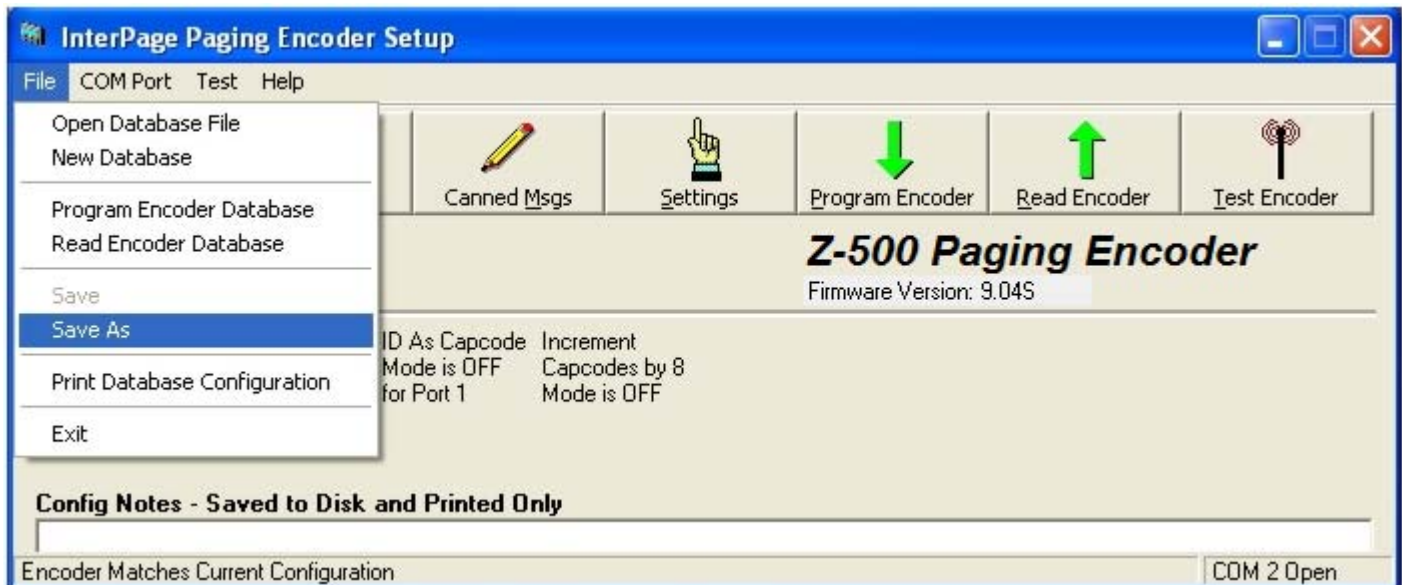 InterPage Paging Encoder Setup
File COM Port Test Help
Open Database File
New Database
Program Encoder Database
Read Encoder Database
Save
Save As
Print Database Configuration
Exit
Canned Msgs
Settings
Program Encoder
Read Encoder
Test Encoder
Z-500 Paging Encoder
Firmware Version: 9.04S
ID As Capcode
Mode is OFF
for Port 1
Increment
Capcodes by 8
Mode is OFF
Config Notes - Saved to Disk and Printed Only
Encoder Matches Current Configuration
COM 2 Open